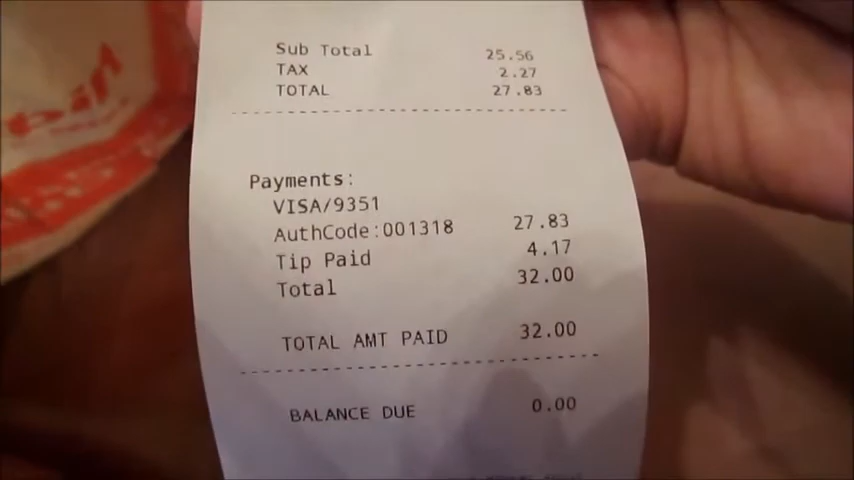 Sub Total 25.56
TAX 2.27
TOTAL 27.83
Payments:
VISA/9351
AuthCode:001318 27.83
Tip Paid 4.17
Total 32.00
TOTAL AMT PAID 32.00
BALANCE DUE 0.00